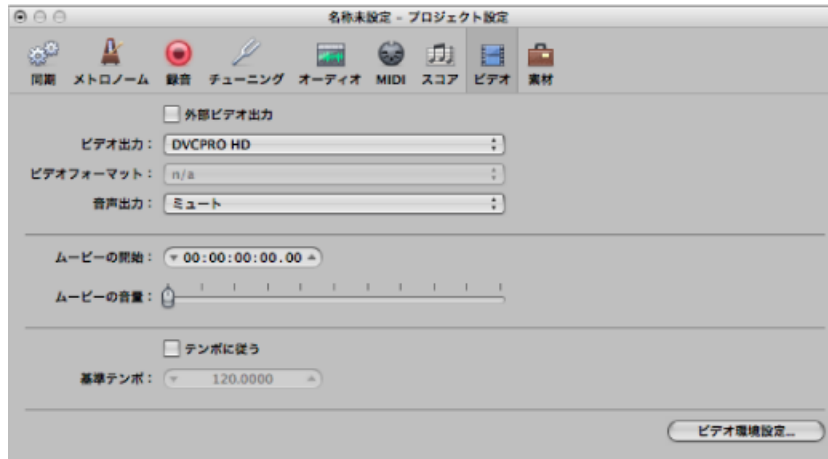 名称未設定 - プロジェクト設定
同期 メトロノーム 録音 チューニング オーディオ MIDI スコア ビデオ 素材
外部ビデオ出力
ビデオ出力： DVCPRO HD
ビデオフォーマット： n/a
音声出力： ミュート
ムービーの開始： 00:00:00:00.00
ムービーの音量：
テンポに従う
基準テンポ： 120.0000
ビデオ環境設定...